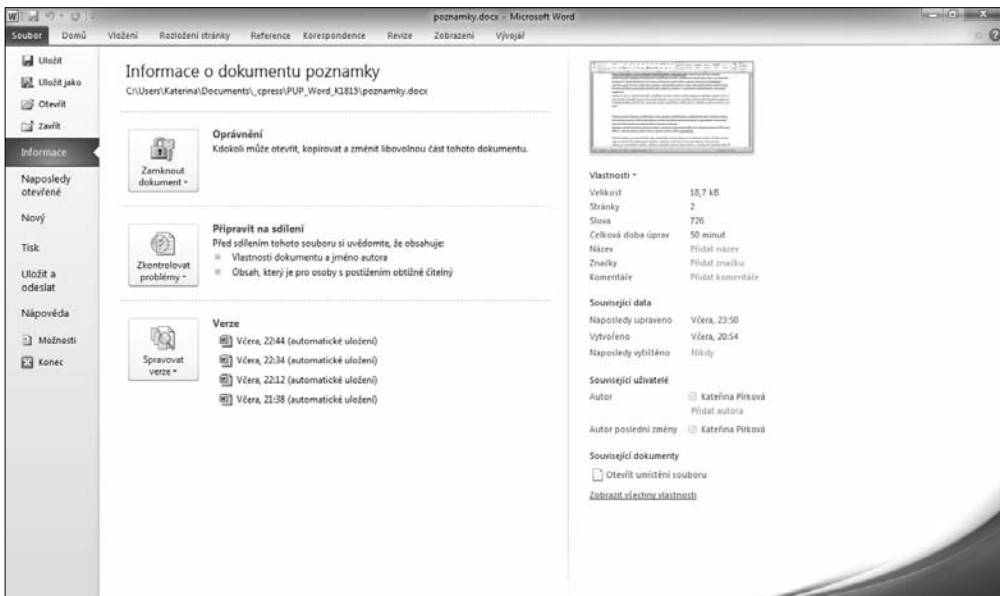 poznamky.docx - Microsoft Word
Soubor Domů Vložení Rozložení stránky Reference Korespondence Revize Zobrazení Vývojář
Uložit
Uložit jako
Otevřít
Zavřít
Informace
Naposledy
otevřené
Nový
Tisk
Uložit a
odeslat
Nápověda
Možnosti
Konec
Informace o dokumentu poznamky
C:\Users\Katerina\Documents\_cpress\PUP_Word_K1815\poznamky.docx
Zamknout
dokument
Oprávnění
Kdokoli může otevřít, kopírovat a změnit libovolnou část tohoto dokumentu.
Zkontrolovat
problémy
Připravit na sdílení
Před sdílením tohoto souboru si uvědomte, že obsahuje:
Vlastnosti dokumentu a jméno autora
Obsah, který je pro osoby s postižením obtížně čitelný
Spravovat
verze
Verze
Včera, 22:44 (automatické uložení)
Včera, 22:34 (automatické uložení)
Včera, 22:12 (automatické uložení)
Včera, 21:38 (automatické uložení)
Vlastnosti
Velikost 18,7 kB
Stránky 2
Slova 726
Celková doba úprav 50 minut
Název Přidat název
Značky Přidat značku
Komentáře Přidat komentáře
Související data
Naposledy upraveno Včera, 23:50
Vytvořeno Včera, 20:54
Naposledy vytištěno Nikdy
Související uživatelé
Autor Kateřina Pírková
Přidat autora
Autor poslední změny Kateřina Pírková
Související dokumenty
Otevřít umístění souboru
Zobrazit všechny vlastnosti